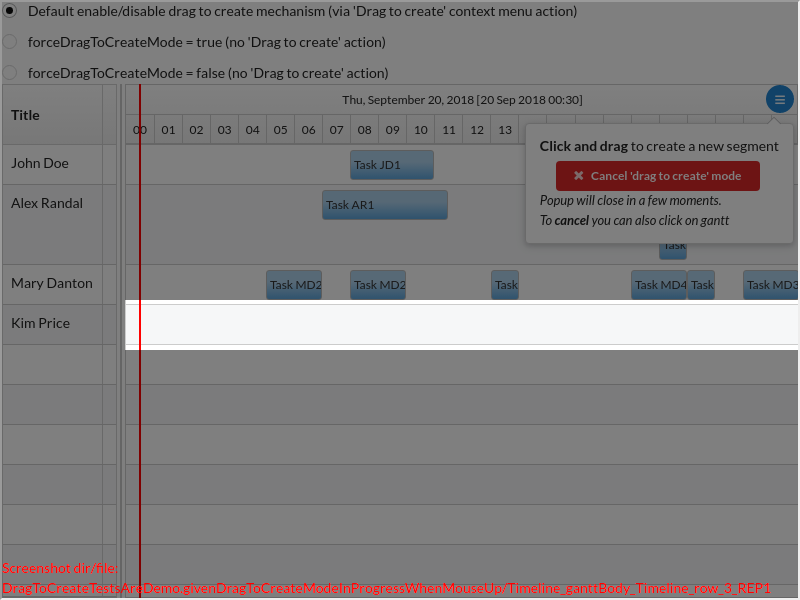 Default enable/disable drag to create mechanism (via 'Drag to create' context menu action)
forceDragToCreateMode = true (no 'Drag to create' action)
forceDragToCreateMode = false (no 'Drag to create' action)
Title
Thu, September 20, 2018 [20 Sep 2018 00:30]
00 01 02 03 04 05 06 07 08 09 10 11 12 13
Click and drag to create a new segment
✖ Cancel 'drag to create' mode
Popup will close in a few moments.
To cancel you can also click on gantt
John Doe Task JD1
Alex Randal Task AR1
Task
Mary Danton Task MD2 Task MD2 Task Task MD4 Task Task MD3
Kim Price
Screenshot dir/file:
DragToCreateTestsAreDemo.givenDragToCreateModeInProgressWhenMouseUp/Timeline_ganttBody_Timeline_row_3_REP1